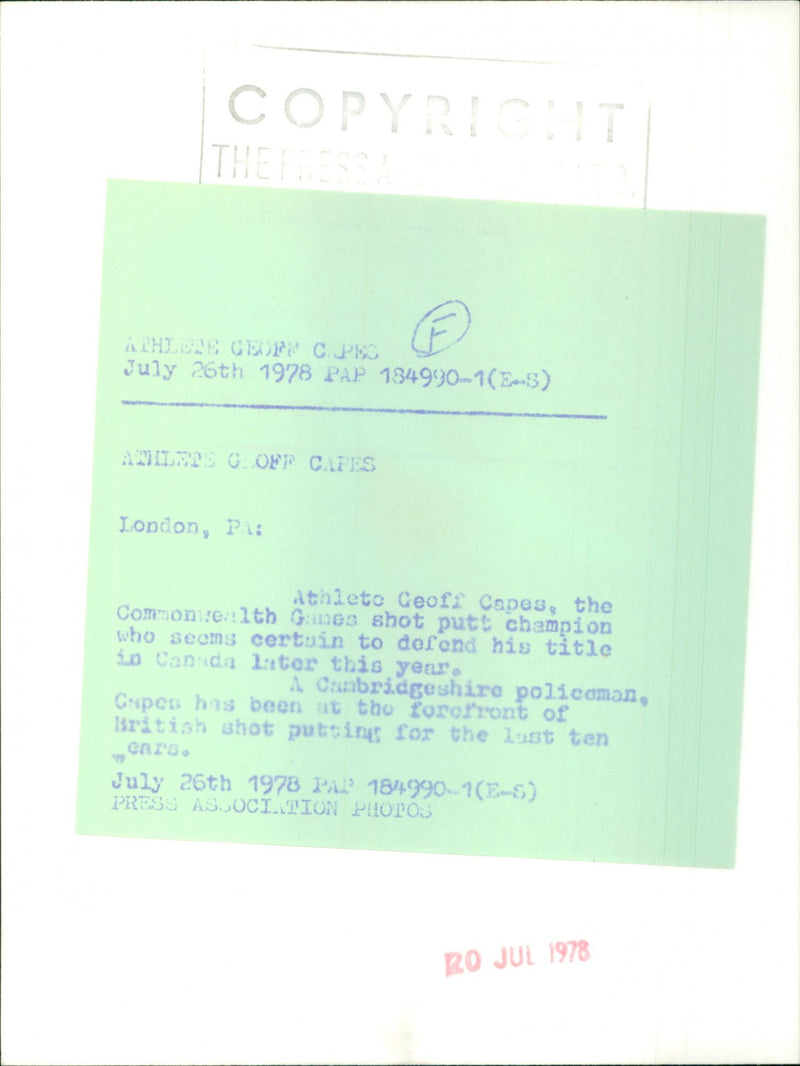 COPYRIGHT
THE PRESS
F
ATHLETE GEOFF CAPES
July 26th 1978 PAP 184990-1(E-S)
ATHLETE GEOFF CAPES
London, PA:
Athlete Geoff Capes, the
Commonwealth Games shot putt champion
who seems certain to defend his title
in Canada later this year.
A Cambridgeshire policeman,
Capes has been at the forefront of
British shot putting for the last ten
years.
July 26th 1978 PAP 184990-1(E-S)
PRESS ASSOCIATION PHOTOS
20 JUL 1978